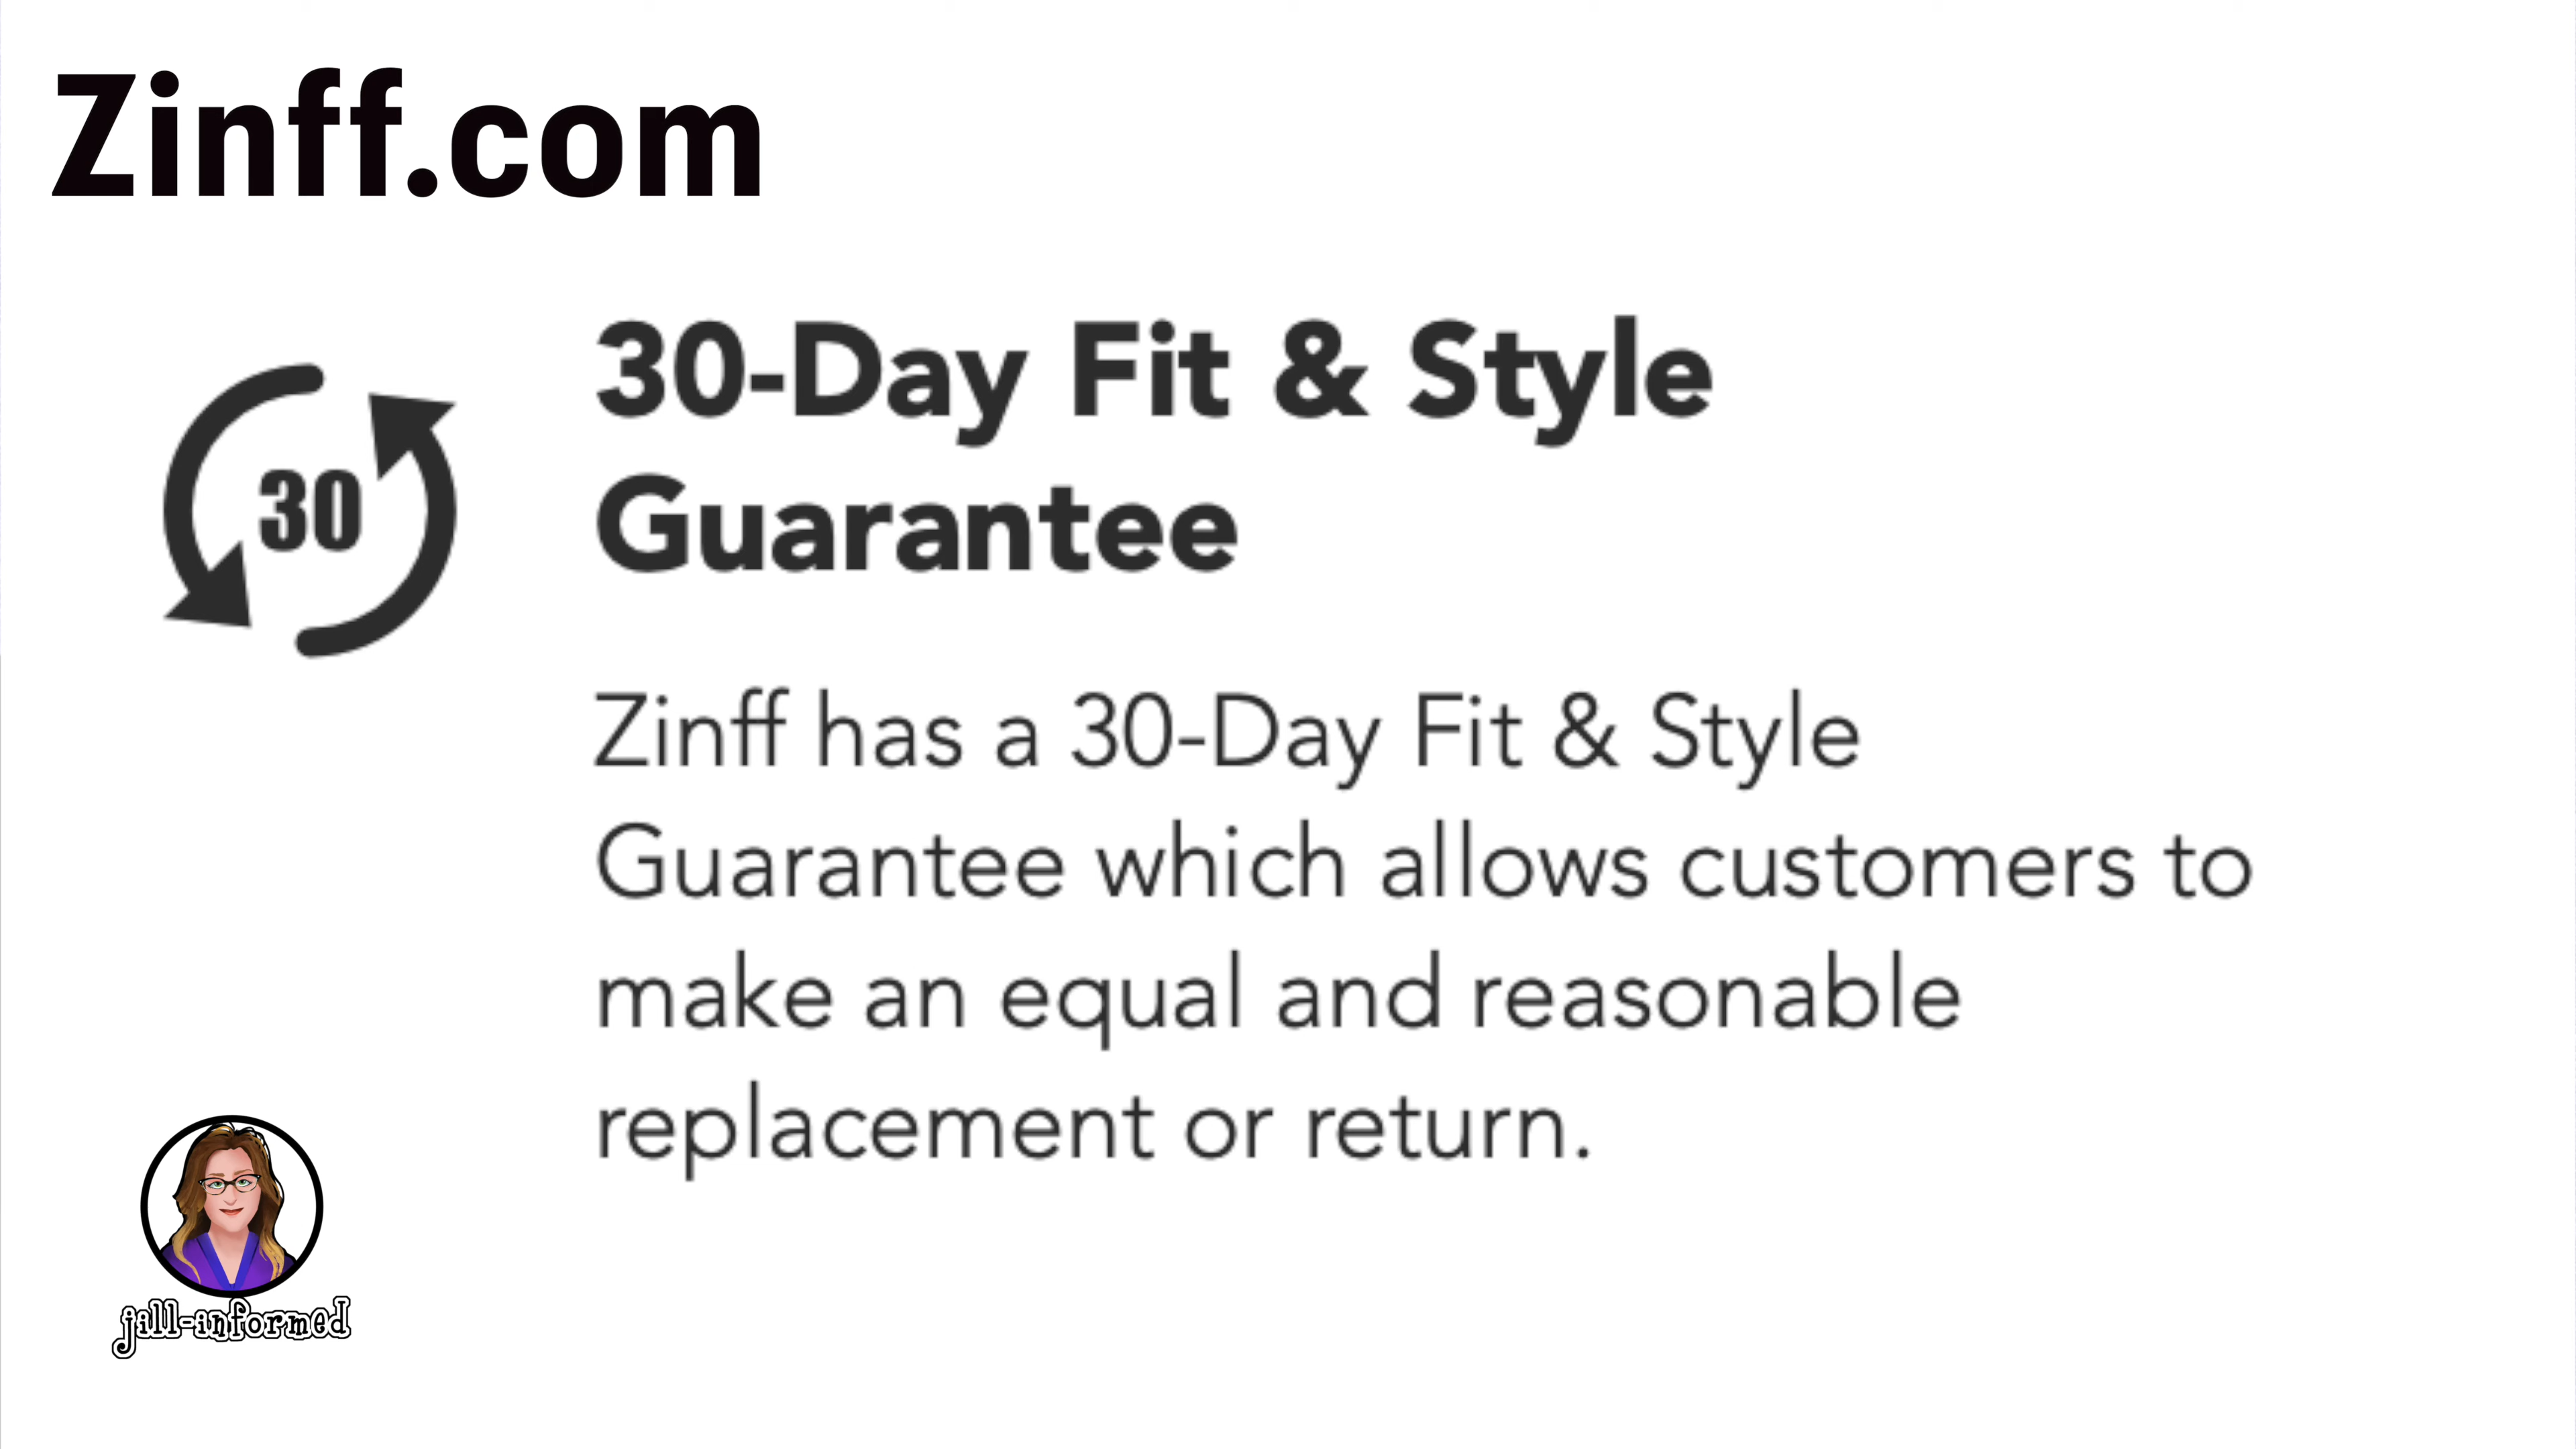 Zinff.com
30-Day Fit & Style
Guarantee
30
Zinff has a 30-Day Fit & Style
Guarantee which allows customers to
make an equal and reasonable
replacement or return.
jill-informed